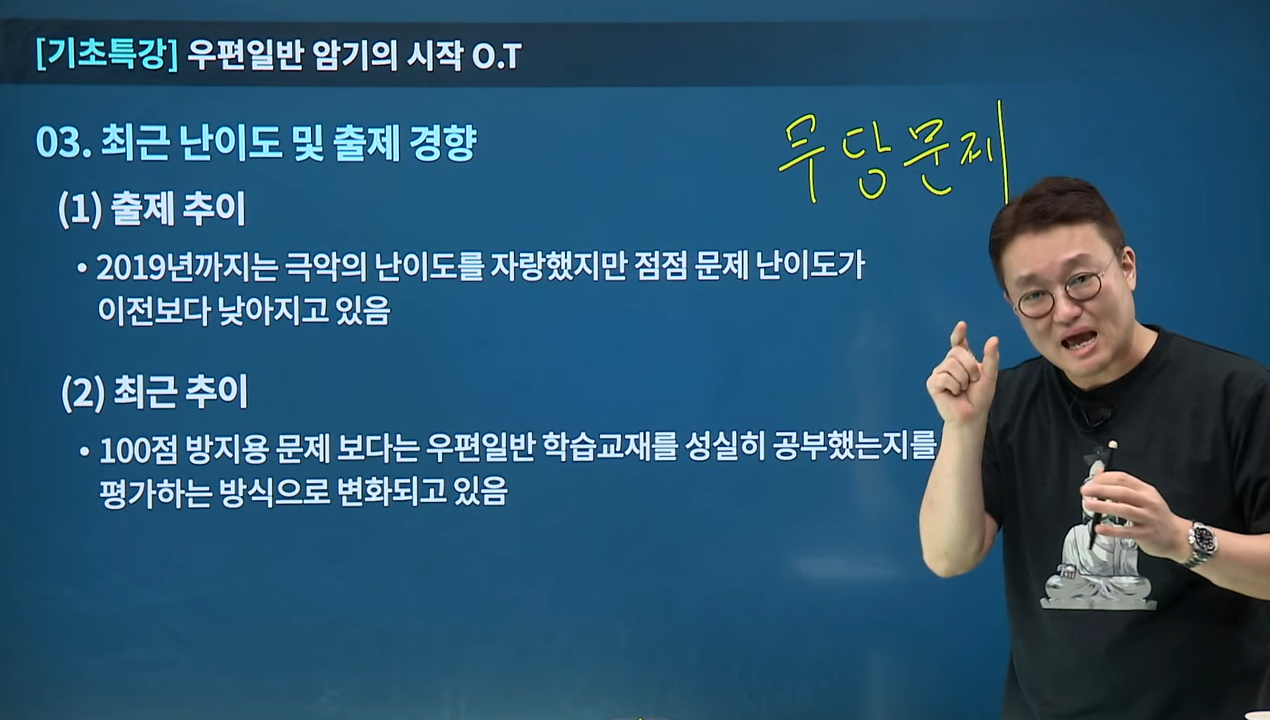 [기초특강] 우편일반 암기의 시작 O.T
03. 최근 난이도 및 출제 경향
무답문제
(1) 출제 추이
• 2019년까지는 극악의 난이도를 자랑했지만 점점 문제 난이도가
이전보다 낮아지고 있음
(2) 최근 추이
• 100점 방지용 문제 보다는 우편일반 학습교재를 성실히 공부했는지를
평가하는 방식으로 변화되고 있음